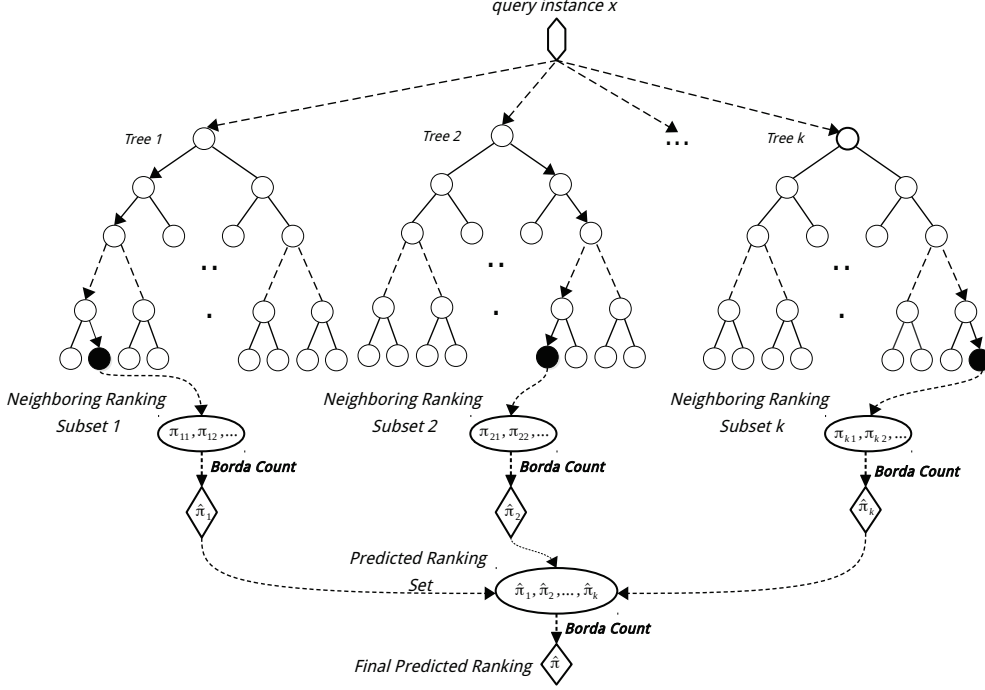 query instance x
Tree 1
Tree 2
...
Tree k
..
..
..
.
.
.
Neighboring Ranking
Subset 1
Neighboring Ranking
Subset 2
Neighboring Ranking
Subset k
π₁₁, π₁₂ ,...
π₂₁, π₂₂ ,...
πₖ₁, πₖ₂ ,...
Borda Count
Borda Count
Borda Count
π̂₁
π̂₂
π̂ₖ
Predicted Ranking
Set
π̂₁, π̂₂ ,..., π̂ₖ
Borda Count
Final Predicted Ranking
π̂